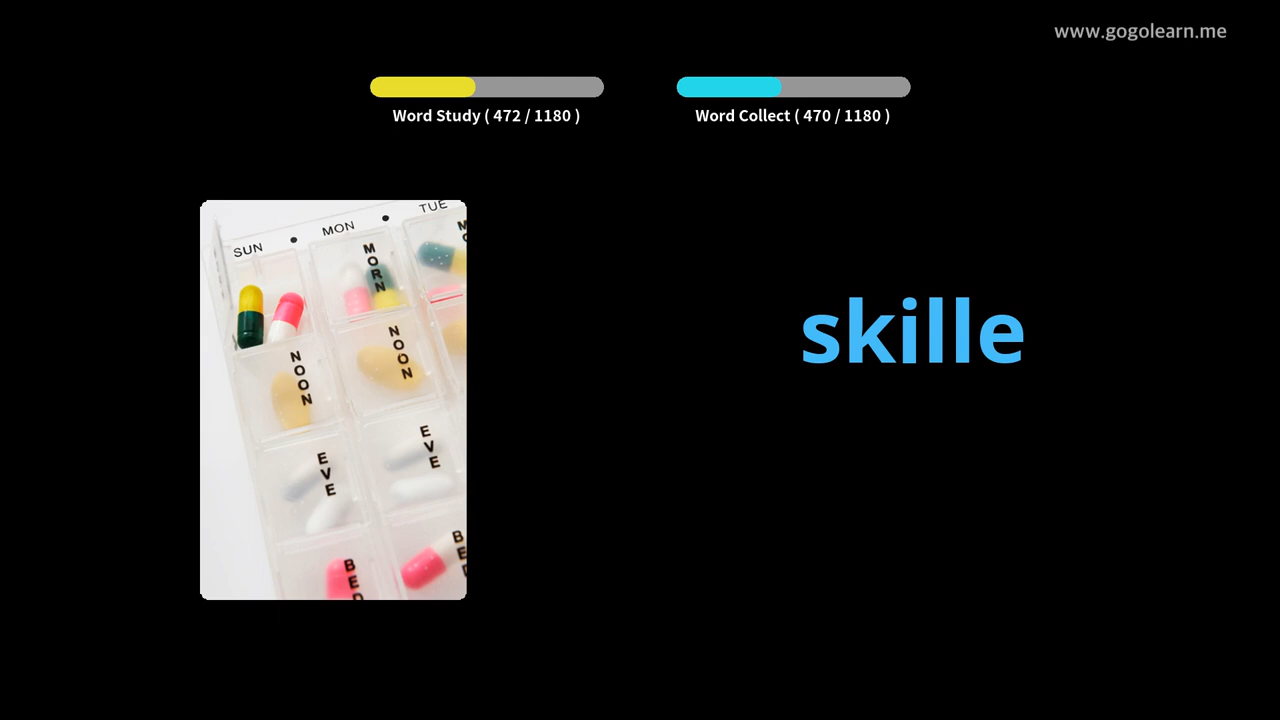 www.gogolearn.me
Word Study ( 472 / 1180 )
Word Collect ( 470 / 1180 )
SUN • MON • TUE
MORN
NOON
NOON
EVE
EVE
BED
skille